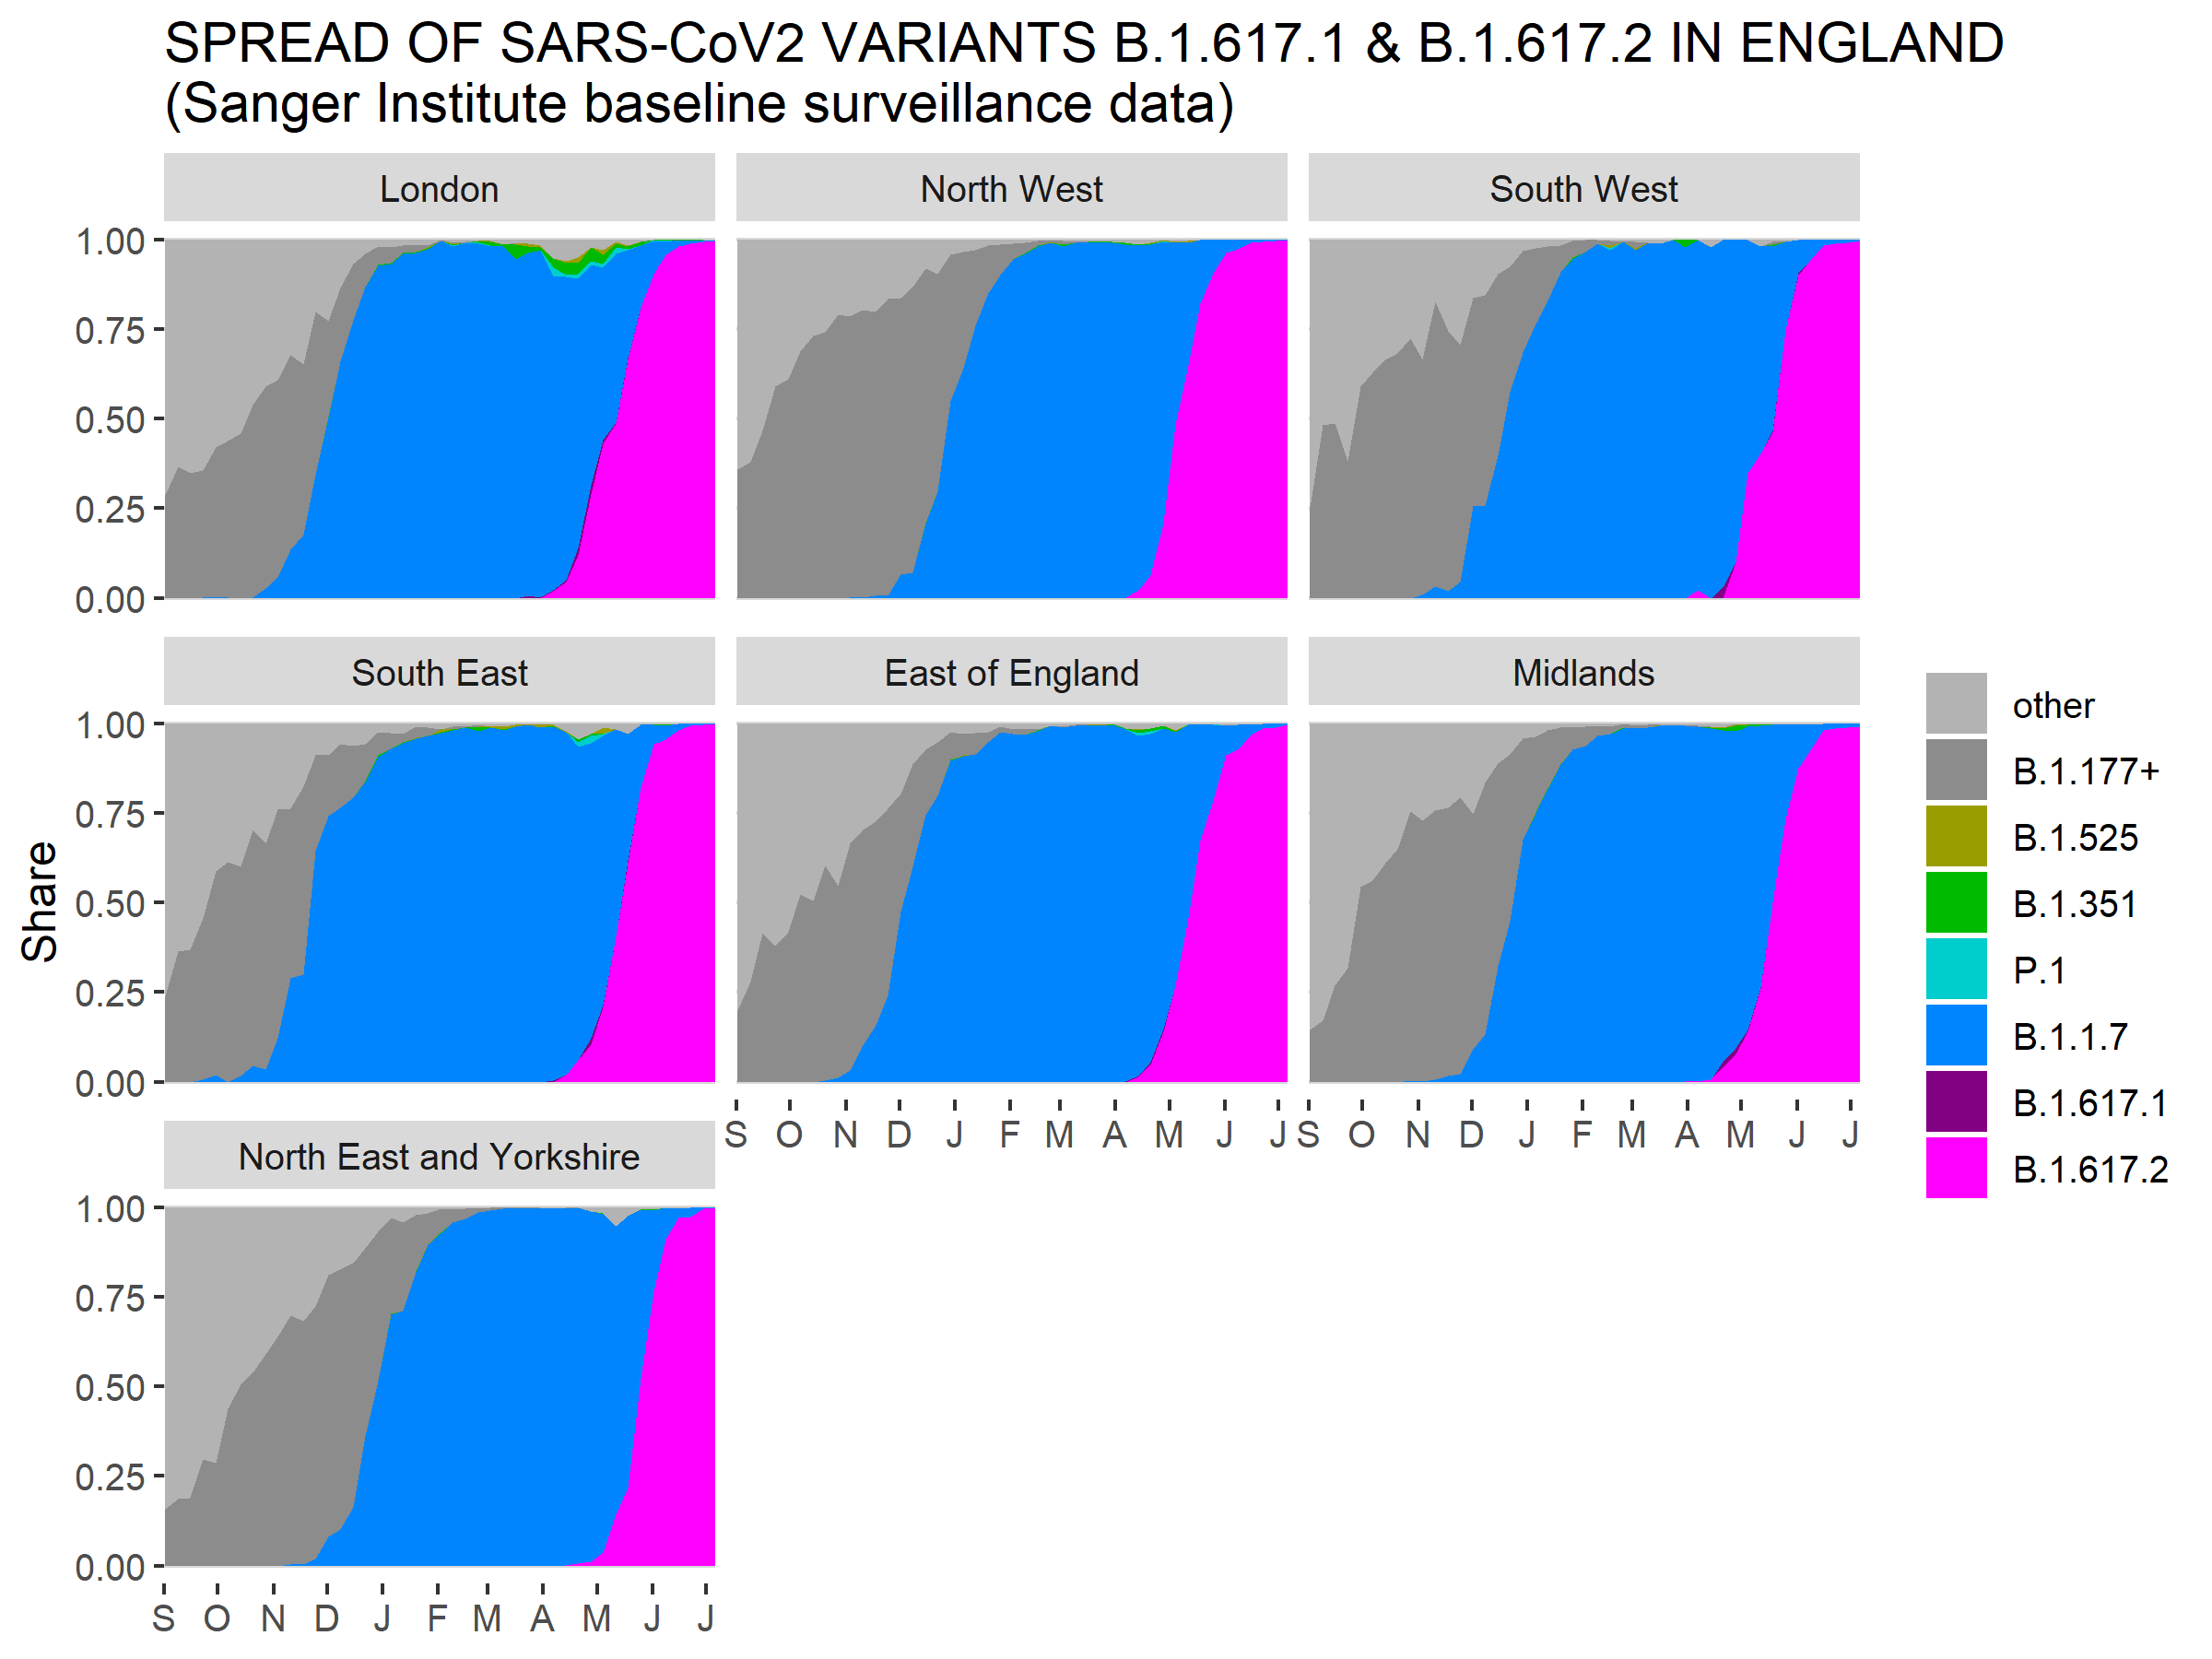 SPREAD OF SARS-CoV2 VARIANTS B.1.617.1 & B.1.617.2 IN ENGLAND
(Sanger Institute baseline surveillance data)
London
North West
South West
1.00
0.75
0.50
0.25
0.00
South East
East of England
Midlands
1.00
0.75
0.50
0.25
0.00
S O N D J F M A M J J
S O N D J F M A M J J
North East and Yorkshire
1.00
0.75
0.50
0.25
0.00
S O N D J F M A M J J
Share
other
B.1.177+
B.1.525
B.1.351
P.1
B.1.1.7
B.1.617.1
B.1.617.2